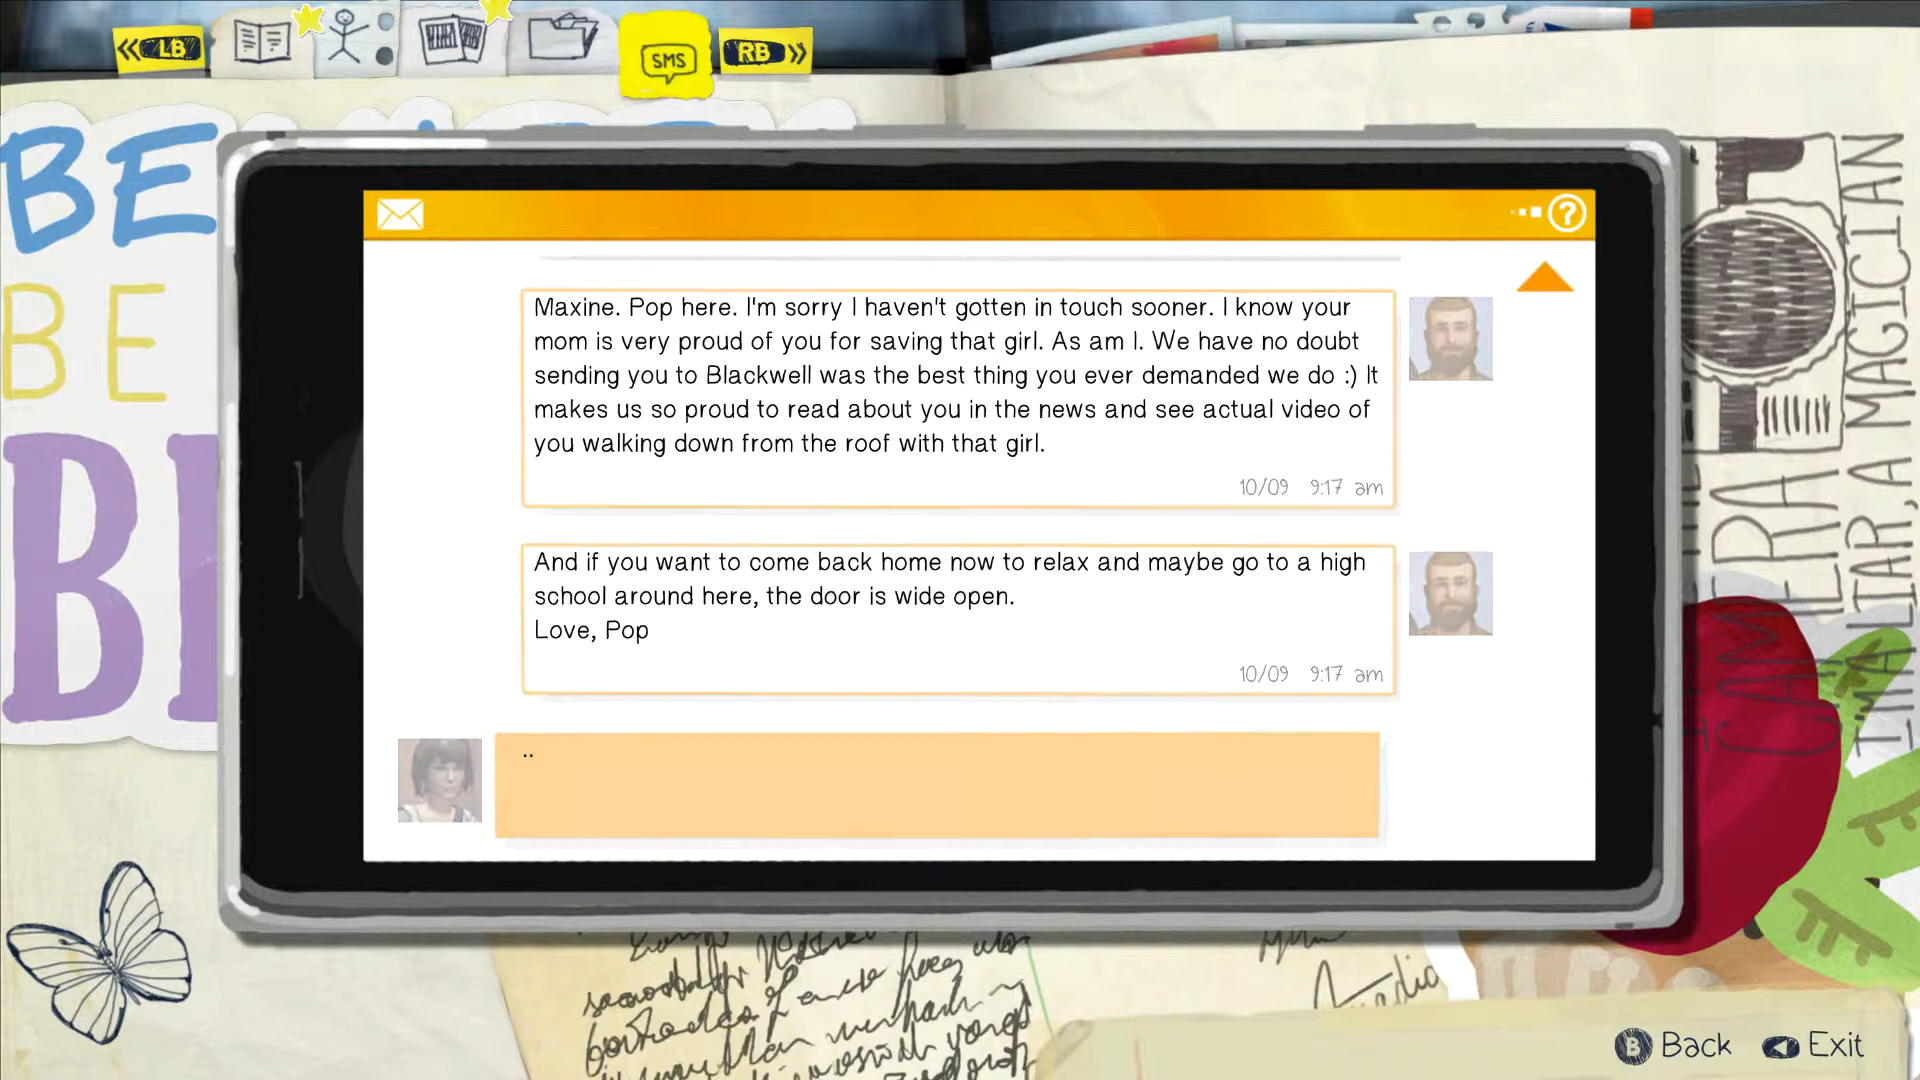 LB
SMS
RB
BE
BE
Maxine. Pop here. I'm sorry I haven't gotten in touch sooner. I know your
mom is very proud of you for saving that girl. As am I. We have no doubt
sending you to Blackwell was the best thing you ever demanded we do :) It
makes us so proud to read about you in the news and see actual video of
you walking down from the roof with that girl.
10/09 9:17 am
And if you want to come back home now to relax and maybe go to a high
school around here, the door is wide open.
Love, Pop
10/09 9:17 am
..
CAMERA
LIAR, A MAGICIAN
Back
Exit